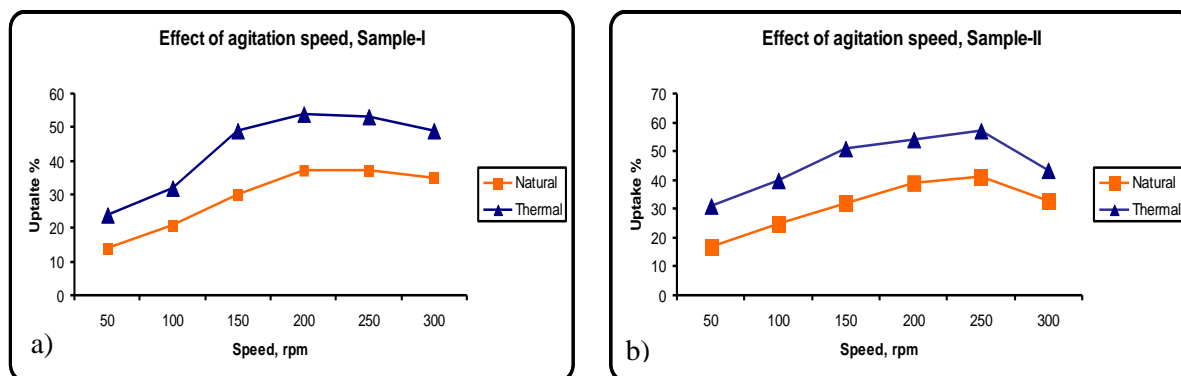 Effect of agitation speed, Sample-I
60
50
40
30
20
10
0
Uptake %
50 100 150 200 250 300
Speed, rpm
Natural
Thermal
a)
Effect of agitation speed, Sample-II
70
60
50
40
30
20
10
0
Uptake %
50 100 150 200 250 300
Speed, rpm
Natural
Thermal
b)